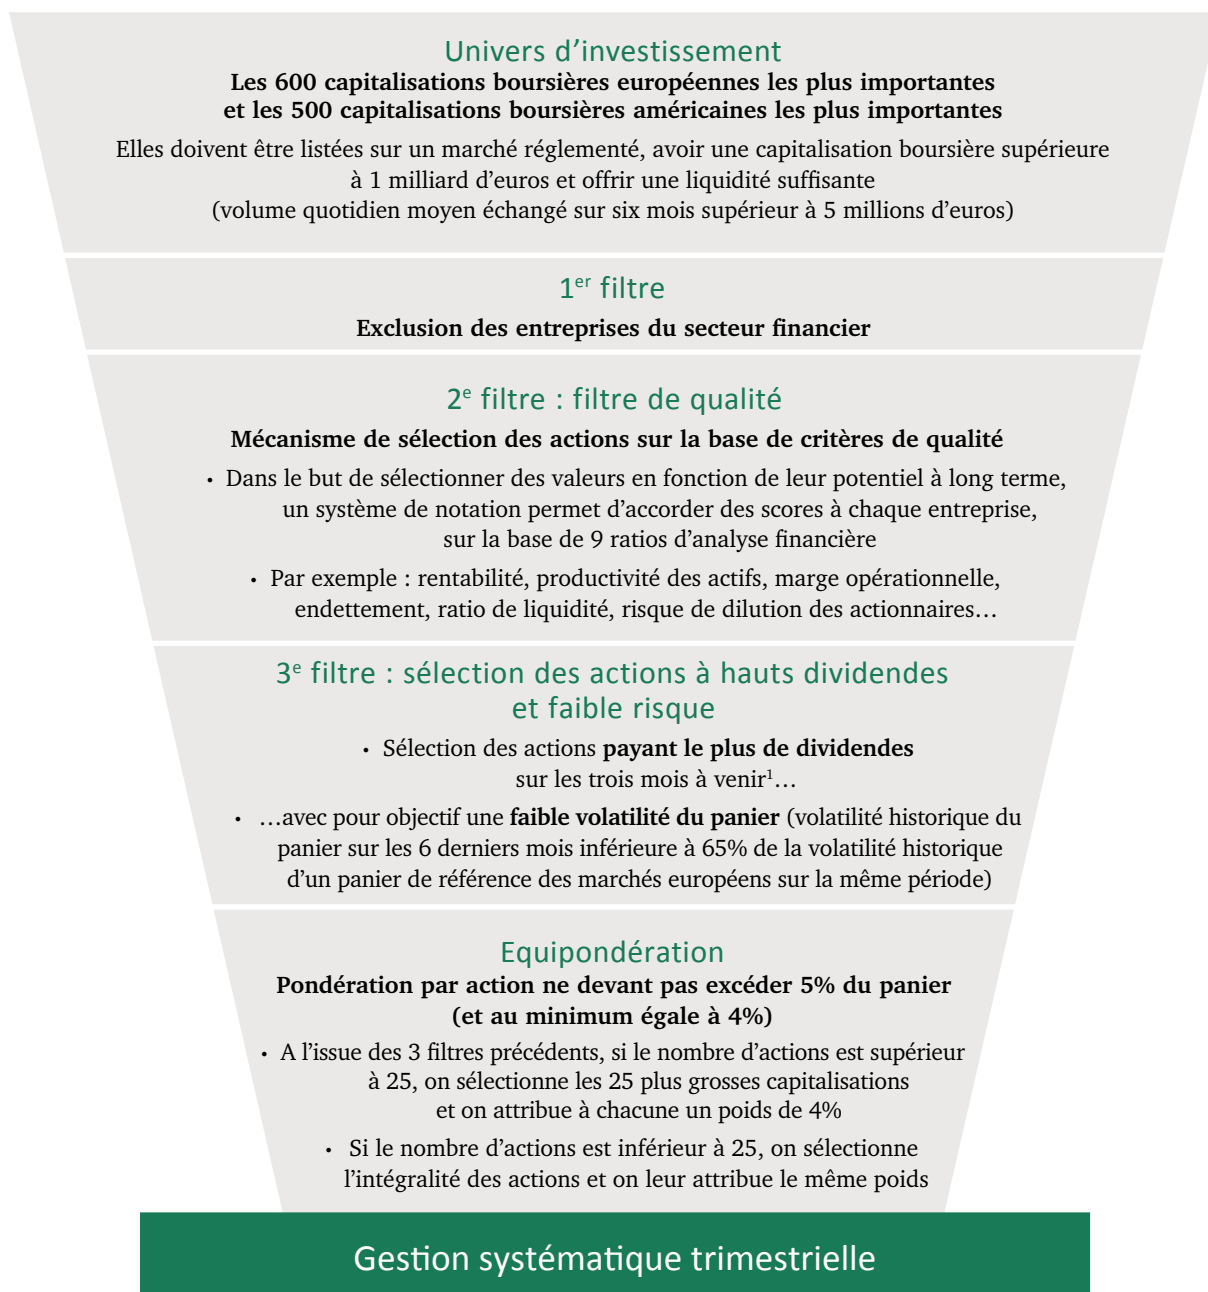 Univers d’investissement
Les 600 capitalisations boursières européennes les plus importantes
et les 500 capitalisations boursières américaines les plus importantes
Elles doivent être listées sur un marché réglementé, avoir une capitalisation boursière supérieure
à 1 milliard d’euros et offrir une liquidité suffisante
(volume quotidien moyen échangé sur six mois supérieur à 5 millions d’euros)
1er filtre
Exclusion des entreprises du secteur financier
2e filtre : filtre de qualité
Mécanisme de sélection des actions sur la base de critères de qualité
• Dans le but de sélectionner des valeurs en fonction de leur potentiel à long terme,
un système de notation permet d’accorder des scores à chaque entreprise,
sur la base de 9 ratios d’analyse financière
• Par exemple : rentabilité, productivité des actifs, marge opérationnelle,
endettement, ratio de liquidité, risque de dilution des actionnaires…
3e filtre : sélection des actions à hauts dividendes
et faible risque
• Sélection des actions payant le plus de dividendes
sur les trois mois à venir¹…
• …avec pour objectif une faible volatilité du panier (volatilité historique du
panier sur les 6 derniers mois inférieure à 65% de la volatilité historique
d’un panier de référence des marchés européens sur la même période)
Equipondération
Pondération par action ne devant pas excéder 5% du panier
(et au minimum égale à 4%)
• A l’issue des 3 filtres précédents, si le nombre d’actions est supérieur
à 25, on sélectionne les 25 plus grosses capitalisations
et on attribue à chacune un poids de 4%
• Si le nombre d’actions est inférieur à 25, on sélectionne
l’intégralité des actions et on leur attribue le même poids
Gestion systématique trimestrielle